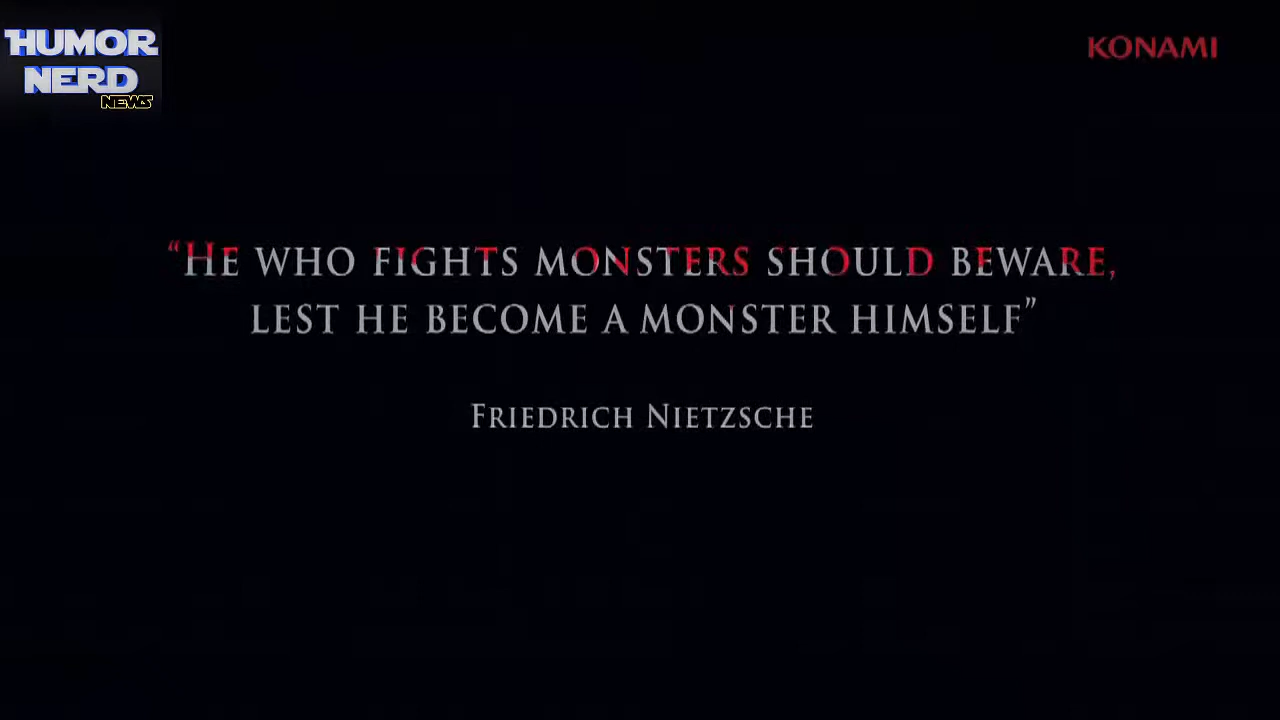 HUMOR
NERD
NEWS
KONAMI
“HE WHO FIGHTS MONSTERS SHOULD BEWARE,
LEST HE BECOME A MONSTER HIMSELF”
FRIEDRICH NIETZSCHE